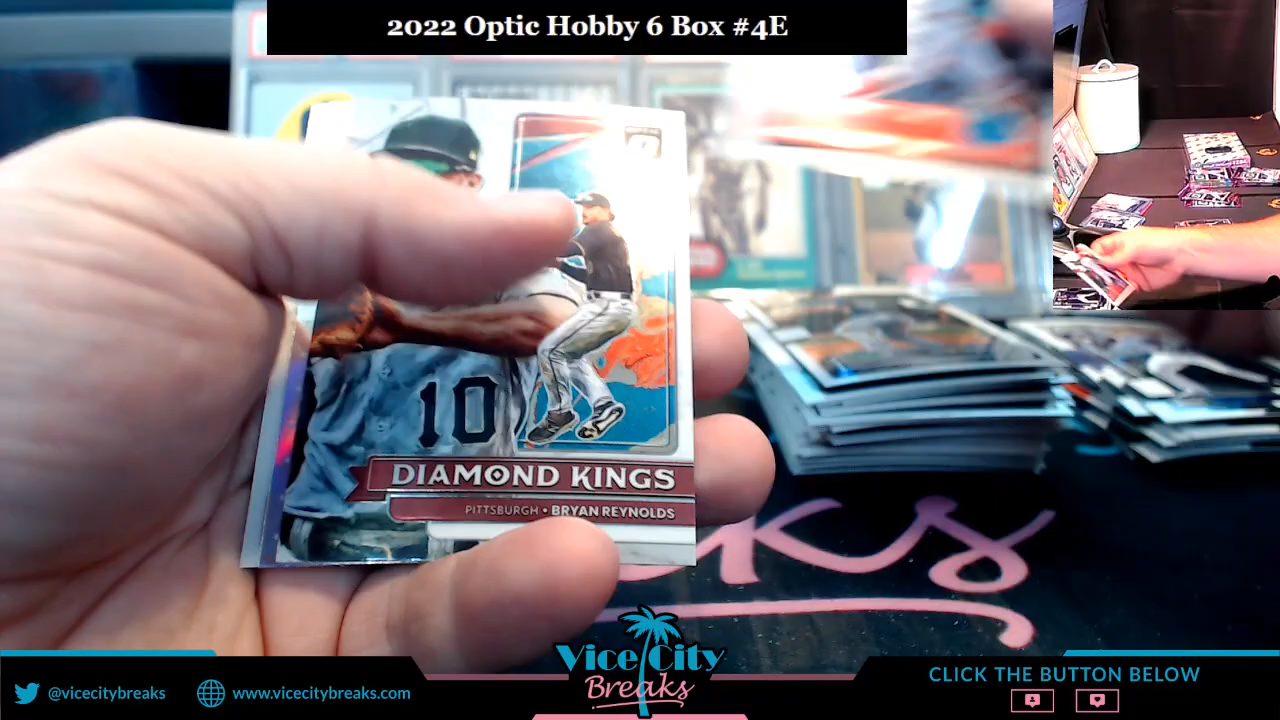 2022 Optic Hobby 6 Box #4E
10
DIAMOND KINGS
PITTSBURGH • BRYAN REYNOLDS
ks
Vice City
Breaks
@vicecitybreaks
www.vicecitybreaks.com
CLICK THE BUTTON BELOW